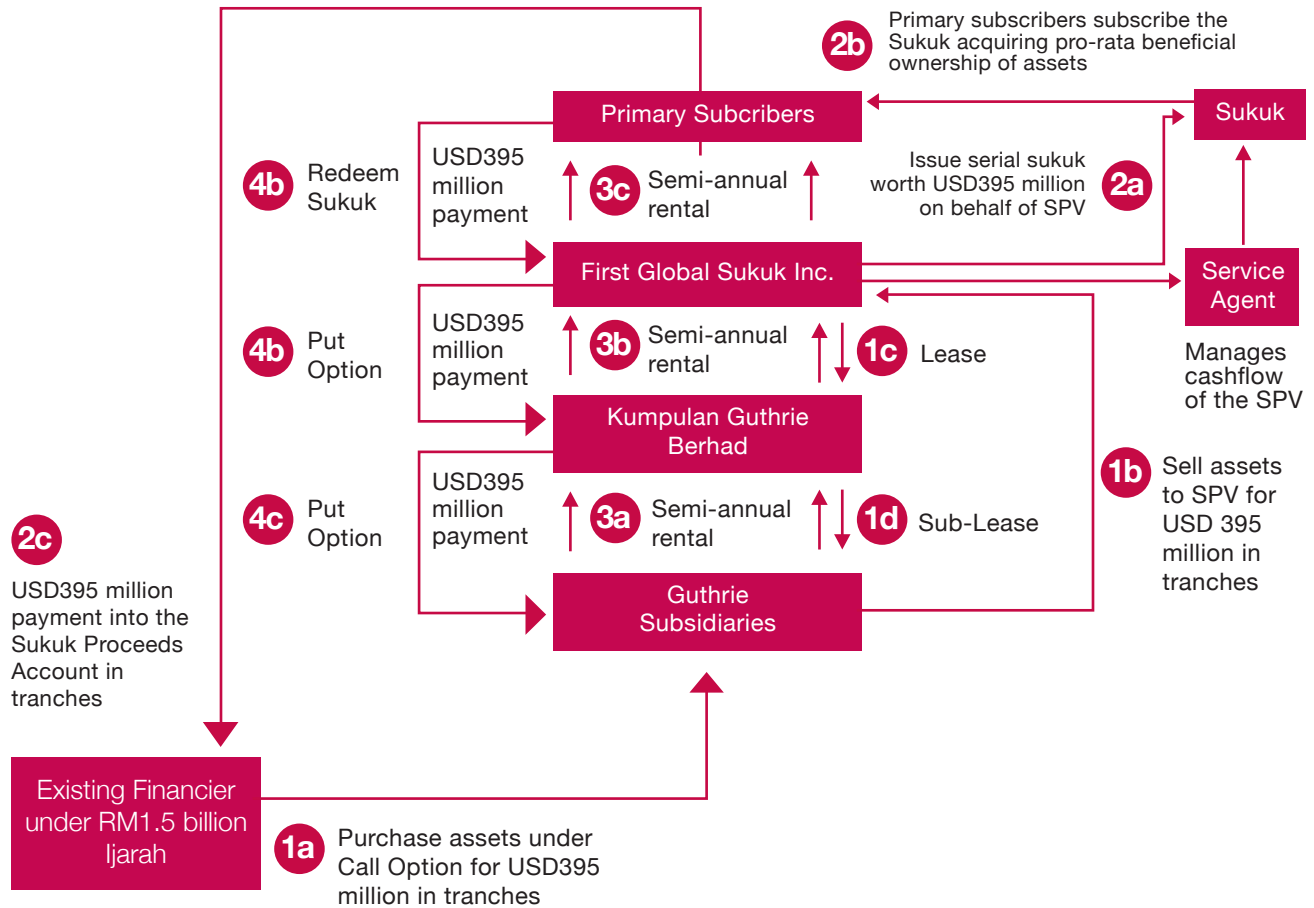 2b
Primary subscribers subscribe the
Sukuk acquiring pro-rata beneficial
ownership of assets
Primary Subcribers
Sukuk
4b
Redeem
Sukuk
USD395
million
payment
3c
Semi-annual
rental
Issue serial sukuk
worth USD395 million
on behalf of SPV
2a
First Global Sukuk Inc.
Service
Agent
4b
Put
Option
USD395
million
payment
3b
Semi-annual
rental
1c
Lease
Manages
cashflow
of the SPV
Kumpulan Guthrie
Berhad
4c
Put
Option
USD395
million
payment
3a
Semi-annual
rental
1d
Sub-Lease
1b
Sell assets
to SPV for
USD 395
million in
tranches
2c
USD395 million
payment into the
Sukuk Proceeds
Account in
tranches
Guthrie
Subsidiaries
Existing Financier
under RM1.5 billion
Ijarah
1a
Purchase assets under
Call Option for USD395
million in tranches